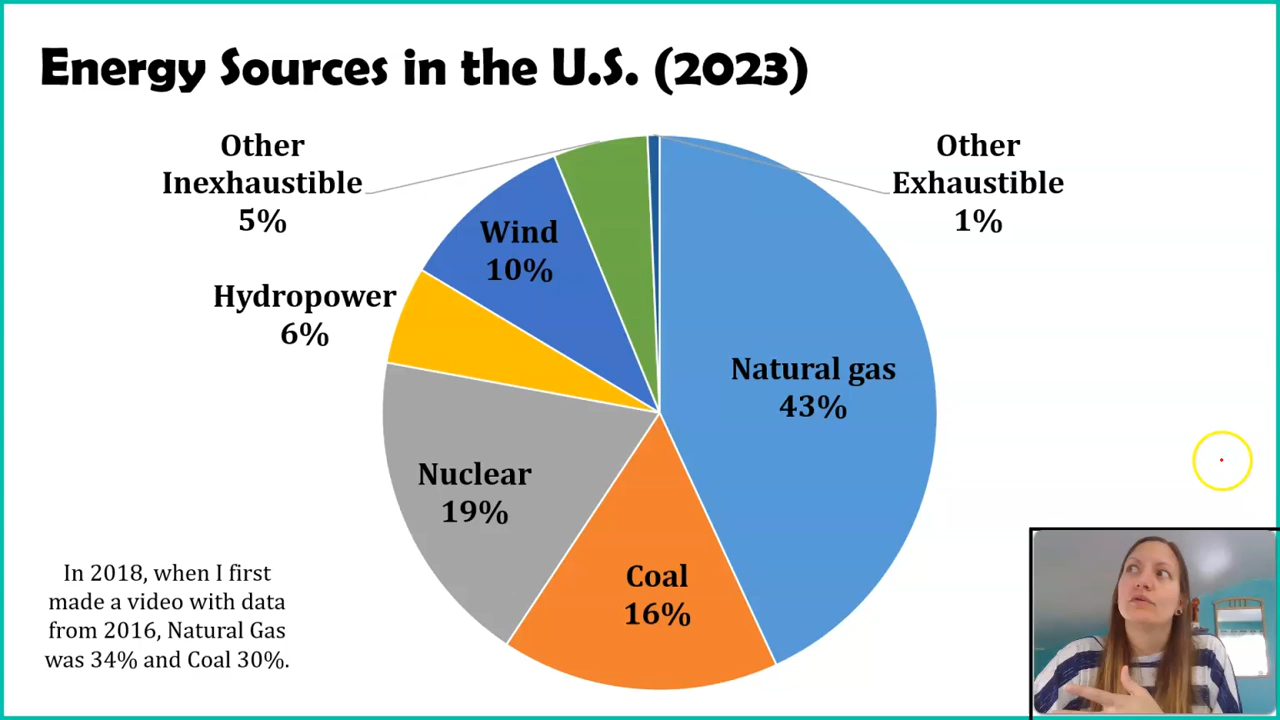 Energy Sources in the U.S. (2023)
Other
Inexhaustible
5%
Other
Exhaustible
1%
Wind
10%
Hydropower
6%
Natural gas
43%
Nuclear
19%
Coal
16%
In 2018, when I first
made a video with data
from 2016, Natural Gas
was 34% and Coal 30%.